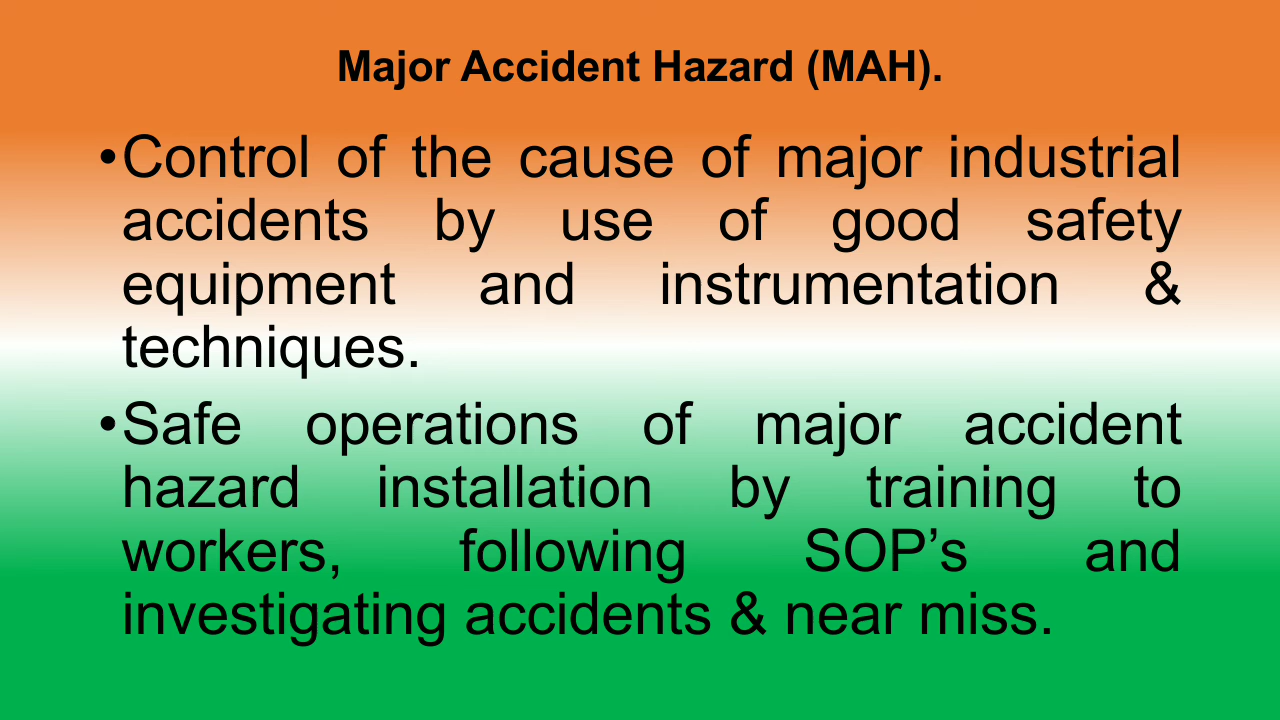 Major Accident Hazard (MAH).
•Control of the cause of major industrial
accidents by use of good safety
equipment and instrumentation &
techniques.
•Safe operations of major accident
hazard installation by training to
workers, following SOP’s and
investigating accidents & near miss.